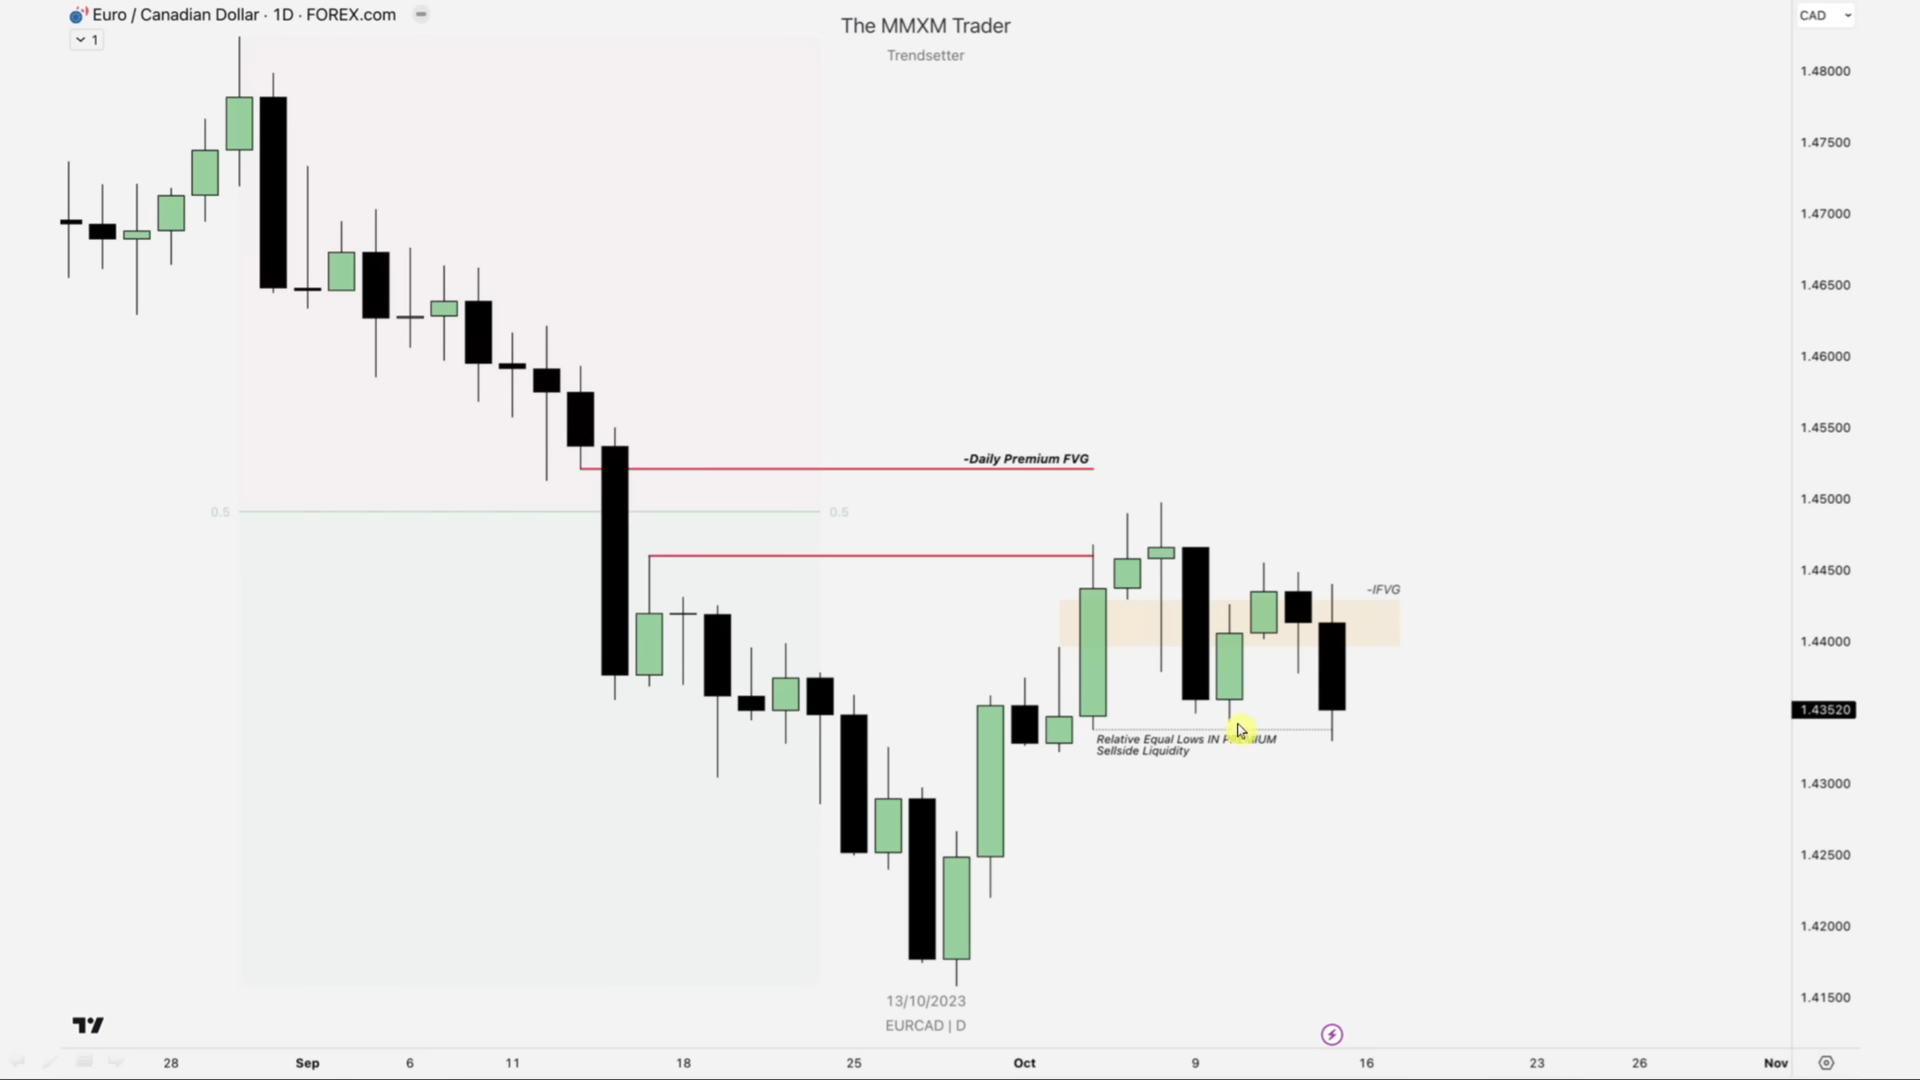 Euro / Canadian Dollar · 1D · FOREX.com
1
The MMXM Trader
Trendsetter
CAD
1.48000
1.47500
1.47000
1.46500
1.46000
1.45500
-Daily Premium FVG
1.45000
0.5
0.5
1.44500
-IFVG
1.44000
1.43520
Relative Equal Lows IN PREMIUM
Sellside Liquidity
1.43000
1.42500
1.42000
1.41500
13/10/2023
EURCAD | D
28
Sep
6
11
18
25
Oct
9
16
23
26
Nov